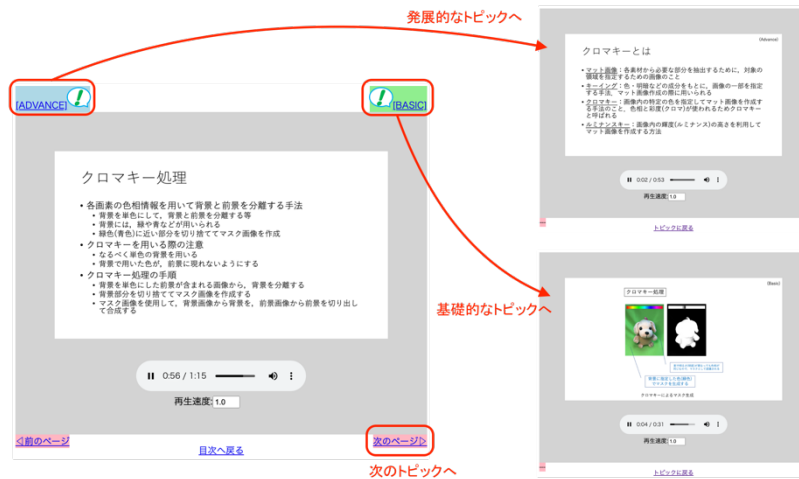 発展的なトピックへ
[ADVANCE]
[BASIC]
クロマキー処理
• 各画素の色相情報を用いて背景と前景を分離する手法
• 背景を単色にして，背景と前景を分離する等
• 背景には，緑や青などが用いられる
• 緑色(青色)に近い部分を切り捨ててマスク画像を作成
• クロマキーを用いる際の注意
• なるべく単色の背景を用いる
• 背景で用いた色が，前景に現れないようにする
• クロマキー処理の手順
• 背景を単色にした前景が含まれる画像から，背景を分離する
• 背景部分を切り捨ててマスク画像を作成する
• マスク画像を使用して，背景画像から背景を，前景画像から前景を切り出し
て合成する
0:56 / 1:15
再生速度:1.0
◁前のページ
目次へ戻る
次のページ▷
次のトピックへ
(Advance)
クロマキーとは
• マット画像：各素材から必要な部分を抽出するために，対象の
領域を指定するための画像のこと
• キーイング：色・明暗などの成分をもとに，画像の一部を指定
する手法．マット画像作成の際に用いられる
• クロマキー：画像内の特定の色を指定してマット画像を作成す
る手法のこと．色相と彩度(クロマ)が使われるためクロマキー
と呼ばれる
• ルミナンスキー：画像内の輝度(ルミナンス)の高さを利用して
マット画像を作成する方法
0:02 / 0:53
再生速度:1.0
トピックに戻る
基礎的なトピックへ
(Basic)
クロマキー処理
背景に指定した色(緑色)
でマスクを生成する
クロマキーによるマスク生成
0:04 / 0:31
再生速度:1.0
トピックに戻る